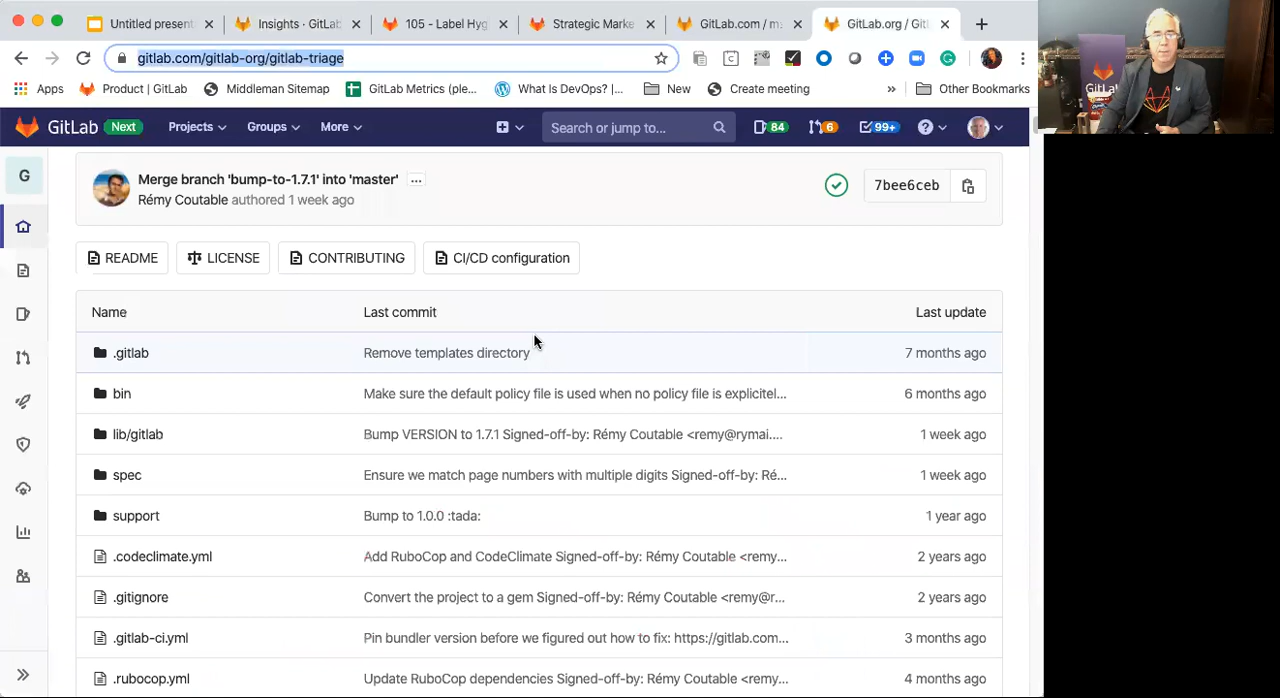 Untitled present
Insights · GitLab
105 - Label Hyg
Strategic Marke
GitLab.com / m
GitLab.org / Git
gitlab.com/gitlab-org/gitlab-triage
Apps
Product | GitLab
Middleman Sitemap
GitLab Metrics (ple...
What Is DevOps? |...
New
Create meeting
»
Other Bookmarks
GitLab Next
Projects
Groups
More
Search or jump to...
84
6
99+
G
Merge branch 'bump-to-1.7.1' into 'master' ...
Rémy Coutable authored 1 week ago
7bee6ceb
README
LICENSE
CONTRIBUTING
CI/CD configuration
Name Last commit Last update
.gitlab Remove templates directory 7 months ago
bin Make sure the default policy file is used when no policy file is explicitel... 6 months ago
lib/gitlab Bump VERSION to 1.7.1 Signed-off-by: Rémy Coutable <remy@rymai.... 1 week ago
spec Ensure we match page numbers with multiple digits Signed-off-by: Ré... 1 week ago
support Bump to 1.0.0 :tada: 1 year ago
.codeclimate.yml Add RuboCop and CodeClimate Signed-off-by: Rémy Coutable <remy... 2 years ago
.gitignore Convert the project to a gem Signed-off-by: Rémy Coutable <remy@r... 2 years ago
.gitlab-ci.yml Pin bundler version before we figured out how to fix: https://gitlab.com... 3 months ago
.rubocop.yml Update RuboCop dependencies Signed-off-by: Rémy Coutable <remy... 4 months ago